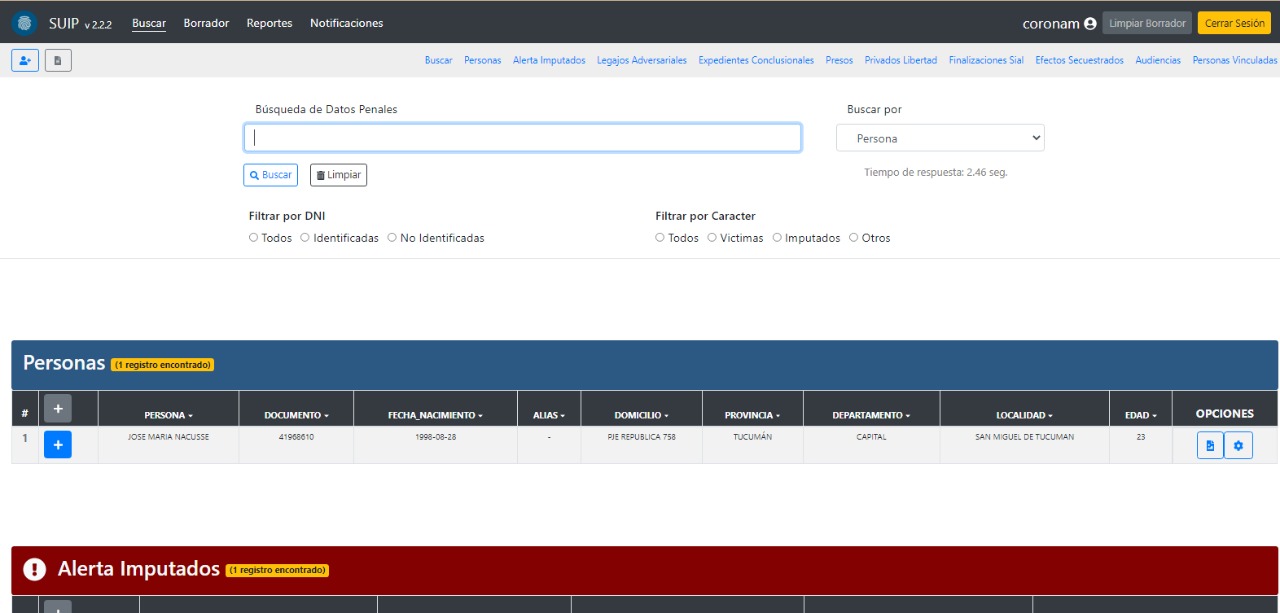 SUIP v 2.2.2 Buscar Borrador Reportes Notificaciones coronam Limpiar Borrador Cerrar Sesión
Buscar Personas Alerta Imputados Legajos Adversariales Expedientes Conclusionales Presos Privados Libertad Finalizaciones Sial Efectos Secuestrados Audiencias Personas Vinculadas
Búsqueda de Datos Penales Buscar por
Persona
Buscar Limpiar Tiempo de respuesta: 2.46 seg.
Filtrar por DNI Filtrar por Caracter
Todos Identificadas No Identificadas Todos Victimas Imputados Otros
Personas (1 registro encontrado)
# + PERSONA DOCUMENTO FECHA_NACIMIENTO ALIAS DOMICILIO PROVINCIA DEPARTAMENTO LOCALIDAD EDAD OPCIONES
1 + JOSE MARIA NACUSSE 41968610 1998-08-28 - PJE REPUBLICA 758 TUCUMÁN CAPITAL SAN MIGUEL DE TUCUMAN 23
Alerta Imputados (1 registro encontrado)